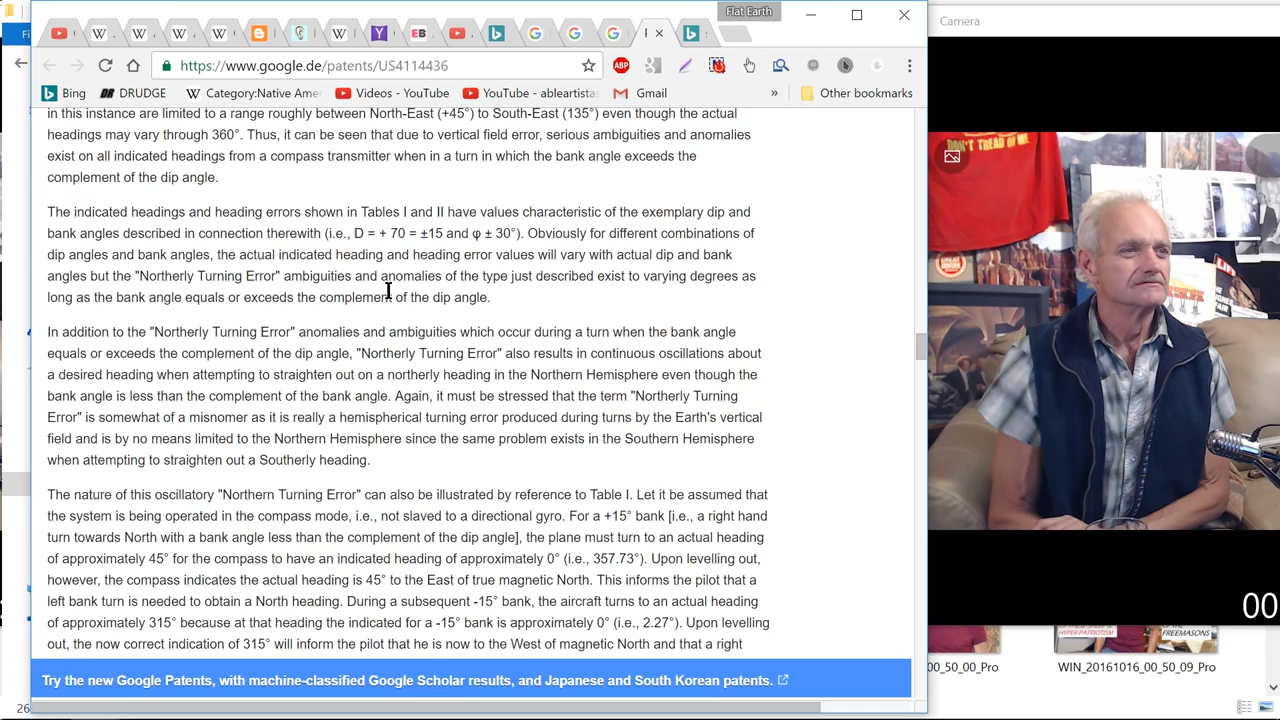 Flat Earth
Camera
https://www.google.de/patents/US4114436
ABP
Bing
DRUDGE
Category:Native Amer
Videos - YouTube
YouTube - ableartista
Gmail
»
Other bookmarks
in this instance are limited to a range roughly between North-East (+45°) to South-East (135°) even though the actual
headings may vary through 360°. Thus, it can be seen that due to vertical field error, serious ambiguities and anomalies
exist on all indicated headings from a compass transmitter when in a turn in which the bank angle exceeds the
complement of the dip angle.
The indicated headings and heading errors shown in Tables I and II have values characteristic of the exemplary dip and
bank angles described in connection therewith (i.e., D = + 70 = ±15 and φ ± 30°). Obviously for different combinations of
dip angles and bank angles, the actual indicated heading and heading error values will vary with actual dip and bank
angles but the "Northerly Turning Error" ambiguities and anomalies of the type just described exist to varying degrees as
long as the bank angle equals or exceeds the complement of the dip angle.
In addition to the "Northerly Turning Error" anomalies and ambiguities which occur during a turn when the bank angle
equals or exceeds the complement of the dip angle, "Northerly Turning Error" also results in continuous oscillations about
a desired heading when attempting to straighten out on a northerly heading in the Northern Hemisphere even though the
bank angle is less than the complement of the bank angle. Again, it must be stressed that the term "Northerly Turning
Error" is somewhat of a misnomer as it is really a hemispherical turning error produced during turns by the Earth's vertical
field and is by no means limited to the Northern Hemisphere since the same problem exists in the Southern Hemisphere
when attempting to straighten out a Southerly heading.
The nature of this oscillatory "Northern Turning Error" can also be illustrated by reference to Table I. Let it be assumed that
the system is being operated in the compass mode, i.e., not slaved to a directional gyro. For a +15° bank [i.e., a right hand
turn towards North with a bank angle less than the complement of the dip angle], the plane must turn to an actual heading
of approximately 45° for the compass to have an indicated heading of approximately 0° (i.e., 357.73°). Upon levelling out,
however, the compass indicates the actual heading is 45° to the East of true magnetic North. This informs the pilot that a
left bank turn is needed to obtain a North heading. During a subsequent -15° bank, the aircraft turns to an actual heading
of approximately 315° because at that heading the indicated for a -15° bank is approximately 0° (i.e., 2.27°). Upon levelling
out, the now correct indication of 315° will inform the pilot that he is now to the West of magnetic North and that a right
Try the new Google Patents, with machine-classified Google Scholar results, and Japanese and South Korean patents.
DON'T TREAD ON ME
00
HYPER-PATRIOTISM
OF THE FREEMASONS
00_50_00_Pro
WIN_20161016_00_50_09_Pro
26